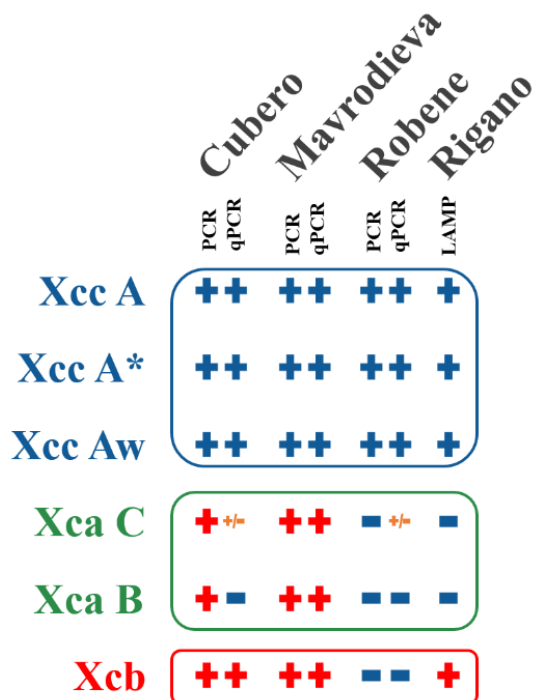 Cubero Mavrodieva Robene Rigano
PCR qPCR PCR qPCR PCR qPCR LAMP
Xcc A + + + + + + +
Xcc A* + + + + + + +
Xcc Aw + + + + + + +
Xca C + +/- + + - +/- -
Xca B + - + + - - -
Xcb + + + + - - +